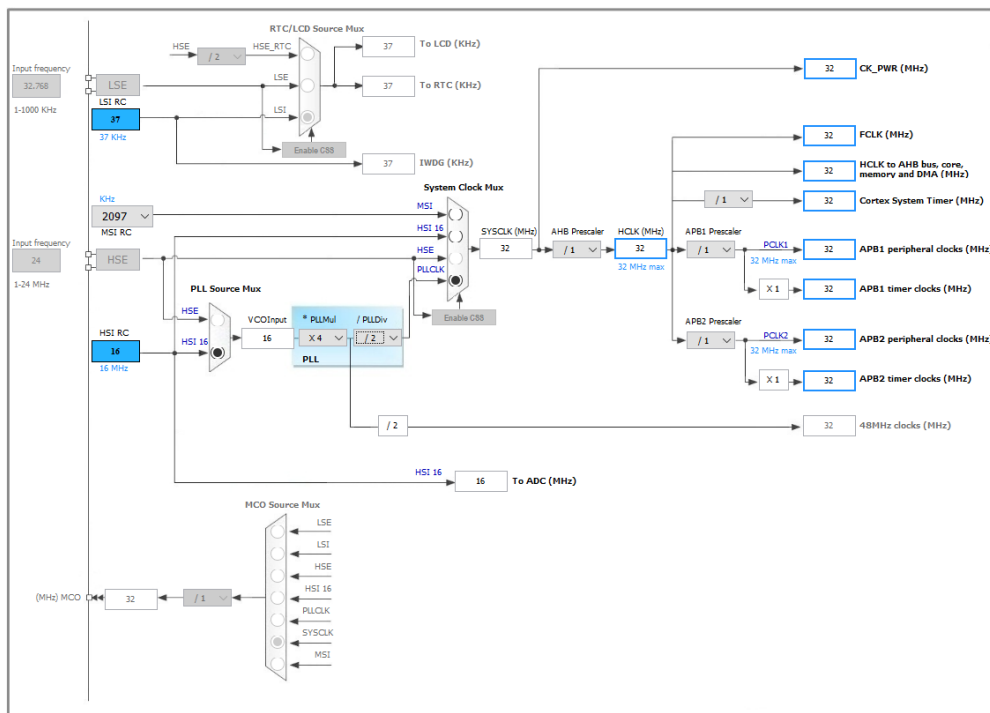 RTC/LCD Source Mux
HSE
/ 2
HSE_RTC
37
To LCD (KHz)
Input frequency
32.768
1-1000 KHz
LSE
LSE
37
To RTC (KHz)
32
CK_PWR (MHz)
LSI RC
37
37 KHz
LSI
Enable CSS
37
IWDG (KHz)
32
FCLK (MHz)
32
HCLK to AHB bus, core,
memory and DMA (MHz)
/ 1
32
Cortex System Timer (MHz)
System Clock Mux
KHz
2097
MSI RC
MSI
HSI 16
HSE
PLLCLK
Enable CSS
SYSCLK (MHz)
32
AHB Prescaler
/ 1
HCLK (MHz)
32
32 MHz max
APB1 Prescaler
/ 1
PCLK1
32 MHz max
32
APB1 peripheral clocks (MHz)
X 1
32
APB1 timer clocks (MHz)
Input frequency
24
1-24 MHz
HSE
PLL Source Mux
HSE
HSI 16
HSI RC
16
16 MHz
VCOInput
16
* PLLMul
/ PLLDiv
X 4
/ 2
PLL
APB2 Prescaler
/ 1
PCLK2
32 MHz max
32
APB2 peripheral clocks (MHz)
X 1
32
APB2 timer clocks (MHz)
/ 2
32
48MHz clocks (MHz)
HSI 16
16
To ADC (MHz)
MCO Source Mux
LSE
LSI
HSE
HSI 16
PLLCLK
SYSCLK
MSI
(MHz) MCO
32
/ 1